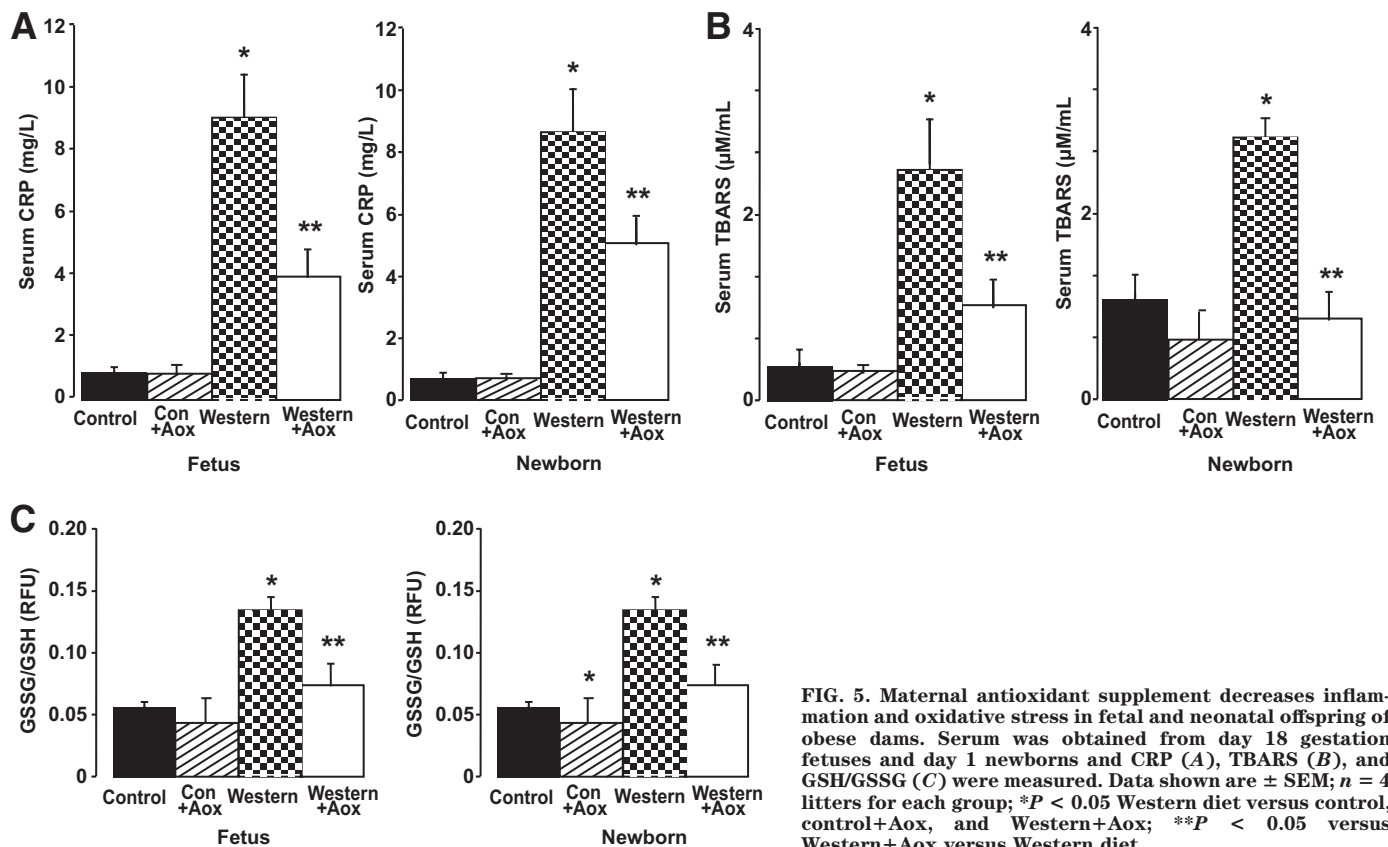 A
B
12
10
8
6
4
2
0
Serum CRP (mg/L)
*
**
Control
Con
+Aox
Western
Western
+Aox
Fetus
12
10
8
6
4
2
0
Serum CRP (mg/L)
*
**
Control
Con
+Aox
Western
Western
+Aox
Newborn
4
2
0
Serum TBARS (µM/mL
*
**
Control
Con
+Aox
Western
Western
+Aox
Fetus
4
2
0
Serum TBARS (µM/mL
*
**
Control
Con
+Aox
Western
Western
+Aox
Newborn
C
0.20
0.15
0.10
0.05
0
GSSG/GSH (RFU)
*
**
Control
Con
+Aox
Western
Western
+Aox
Fetus
0.20
0.15
0.10
0.05
0
GSSG/GSH (RFU)
*
*
**
Control
Con
+Aox
Western
Western
+Aox
Newborn
FIG. 5. Maternal antioxidant supplement decreases inflam-
mation and oxidative stress in fetal and neonatal offspring of
obese dams. Serum was obtained from day 18 gestation
fetuses and day 1 newborns and CRP (A), TBARS (B), and
GSH/GSSG (C) were measured. Data shown are ± SEM; n = 4
litters for each group; *P < 0.05 Western diet versus control,
control+Aox, and Western+Aox; **P < 0.05 versus
Western+Aox versus Western diet.